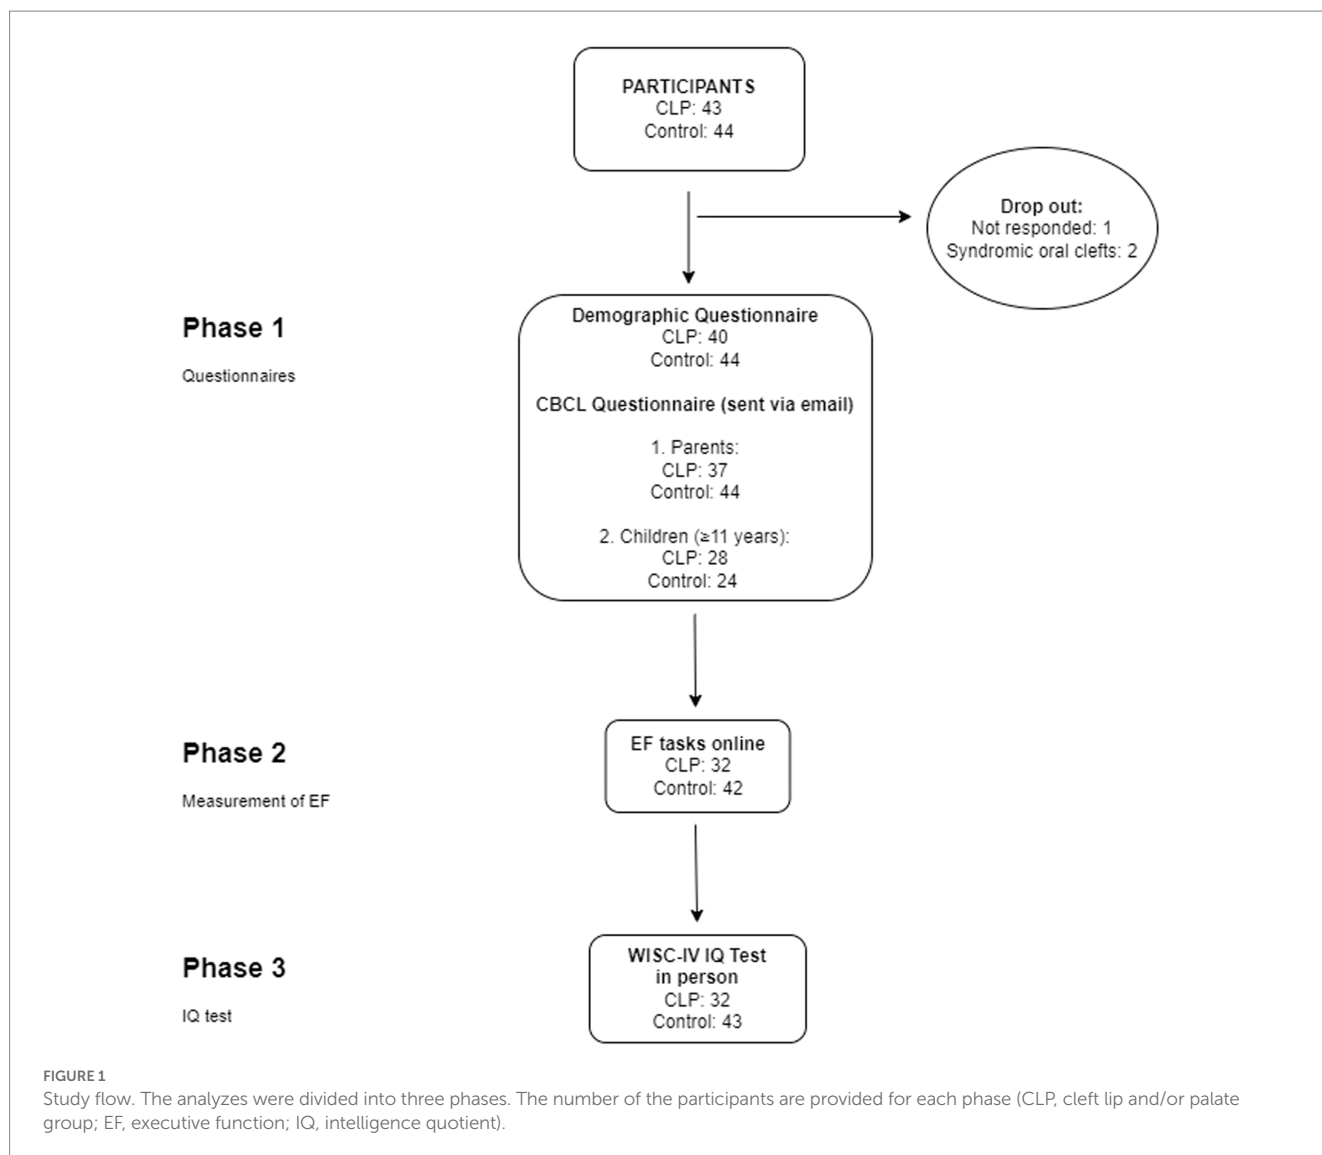 PARTICIPANTS
CLP: 43
Control: 44
Drop out:
Not responded: 1
Syndromic oral clefts: 2
Phase 1
Questionnaires
Demographic Questionnaire
CLP: 40
Control: 44
CBCL Questionnaire (sent via email)
1. Parents:
CLP: 37
Control: 44
2. Children (≥11 years):
CLP: 28
Control: 24
Phase 2
Measurement of EF
EF tasks online
CLP: 32
Control: 42
Phase 3
IQ test
WISC-IV IQ Test
in person
CLP: 32
Control: 43
FIGURE 1
Study flow. The analyzes were divided into three phases. The number of the participants are provided for each phase (CLP, cleft lip and/or palate
group; EF, executive function; IQ, intelligence quotient).